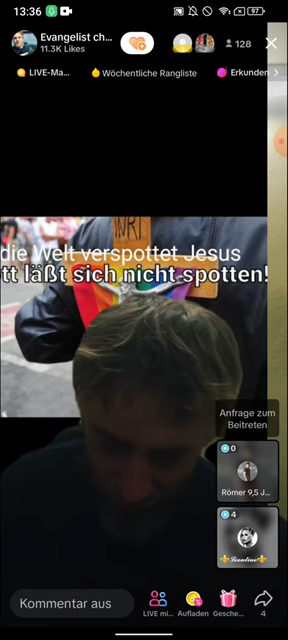 13:36
97
Evangelist ch...
11.3K Likes
128
LIVE-Ma...
Wöchentliche Rangliste
Erkunden
INRI
die Welt verspottet Jesus
tt läßt sich nicht spotten!
Anfrage zum
Beitreten
0
Römer 9,5 J...
4
Leontine
Kommentar aus
LIVE mi...
Aufladen
Gesche...
4